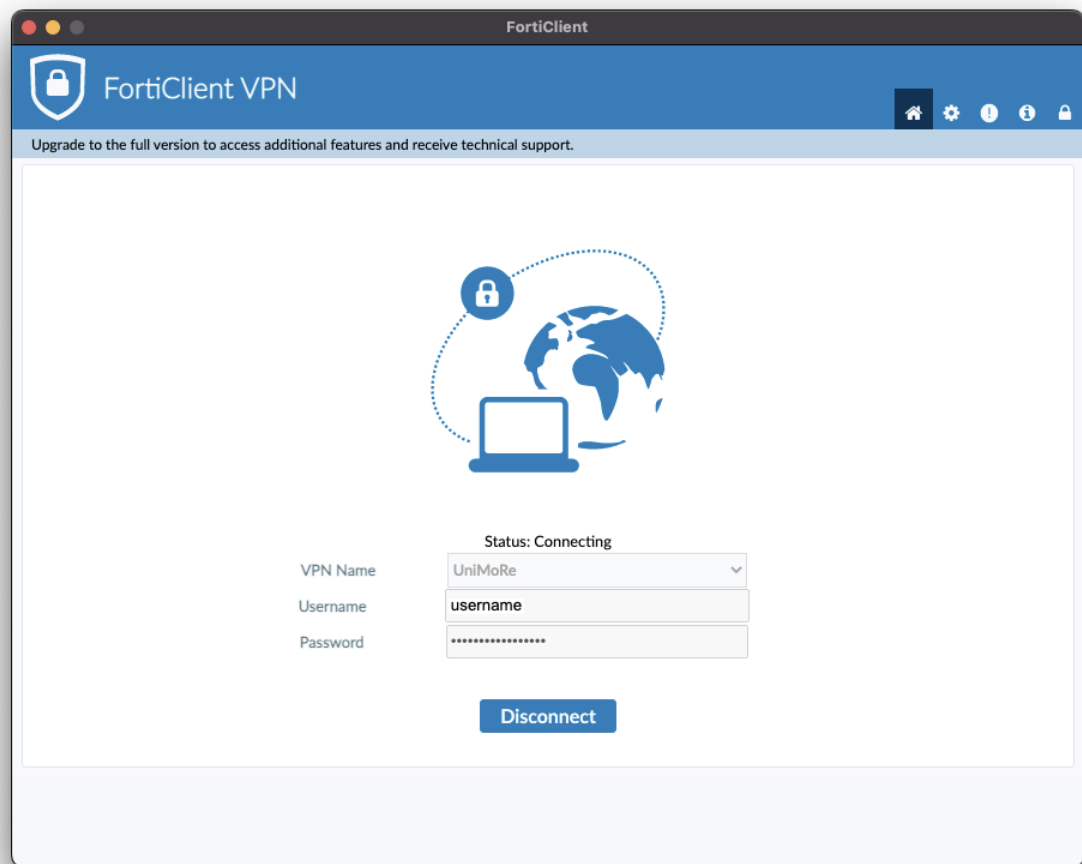 FortiClient
FortiClient VPN
Upgrade to the full version to access additional features and receive technical support.
Status: Connecting
VPN Name UniMoRe
Username username
Password •••••••••••••••••
Disconnect